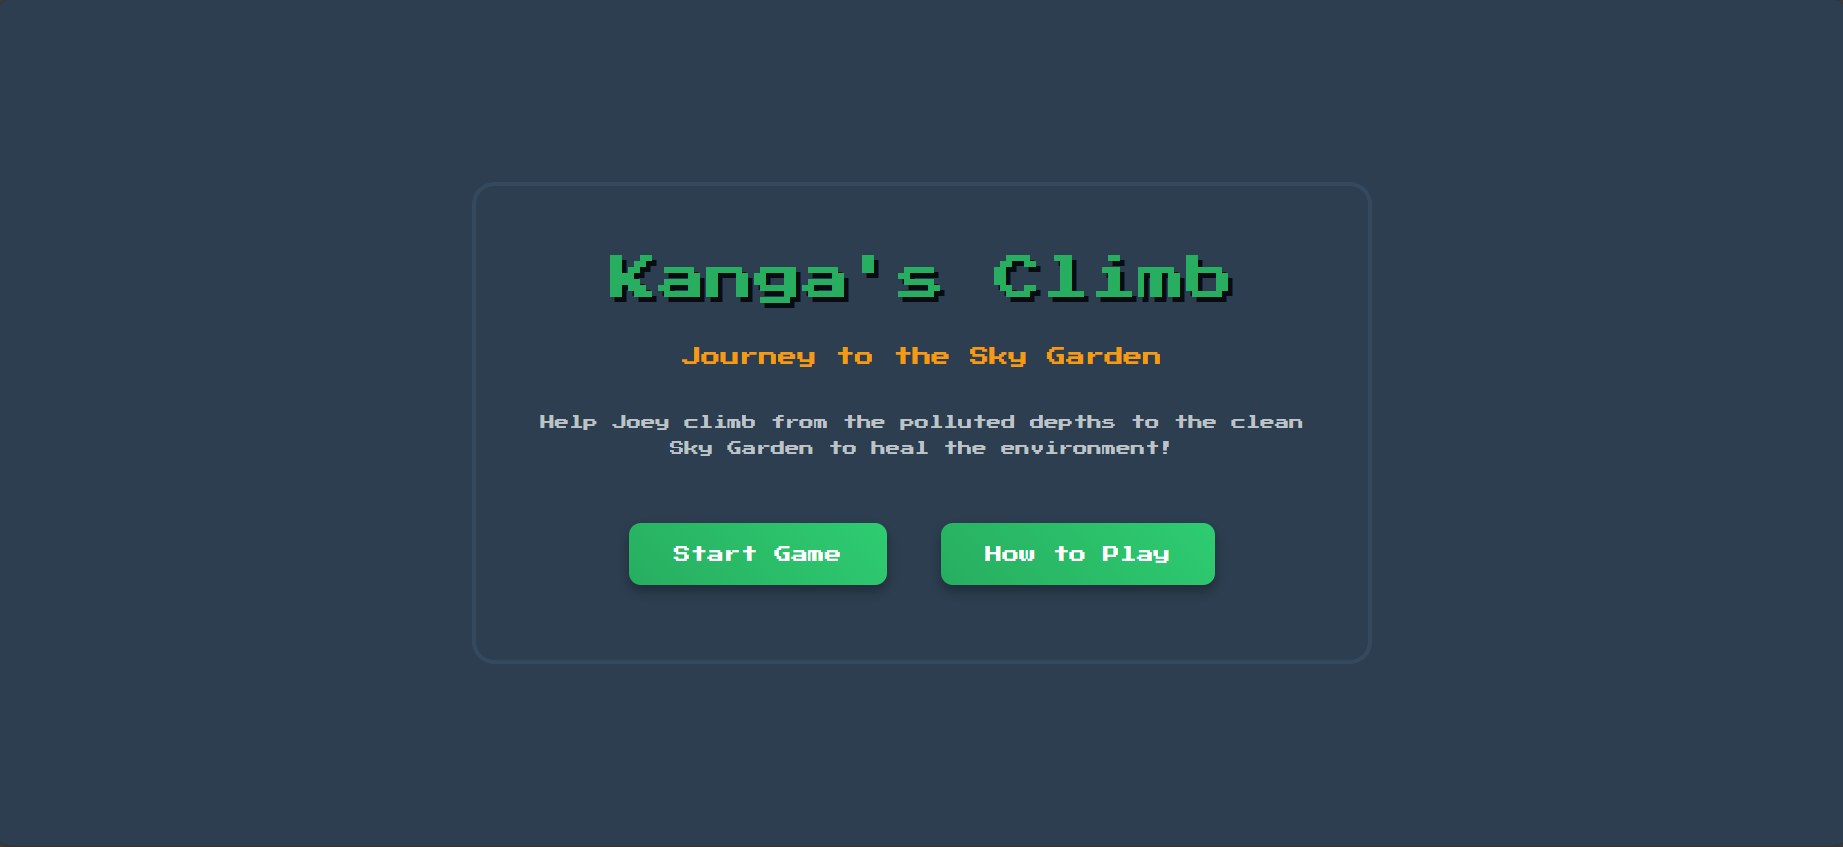 Kanga's Climb
Journey to the Sky Garden
Help Joey climb from the polluted depths to the clean
Sky Garden to heal the environment!
Start Game
How to Play